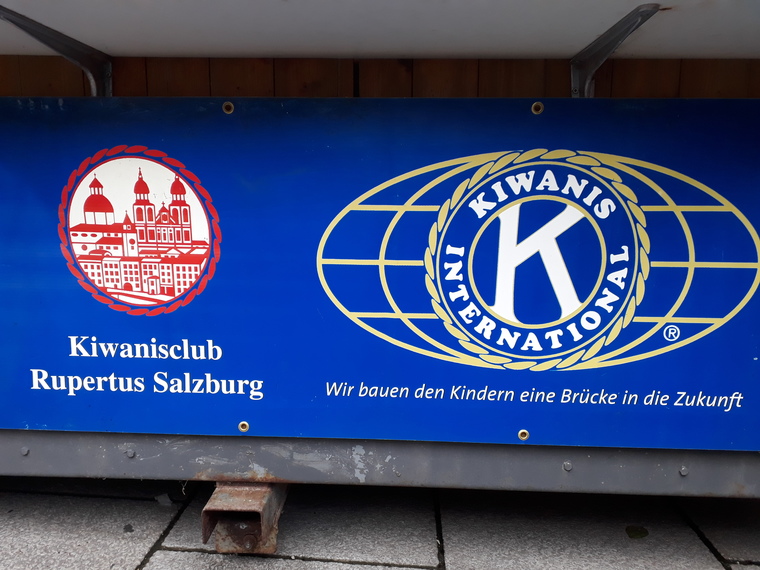 Kiwanisclub
Rupertus Salzburg
KIWANIS
K
INTERNATIONAL
®
Wir bauen den Kindern eine Brücke in die Zukunft